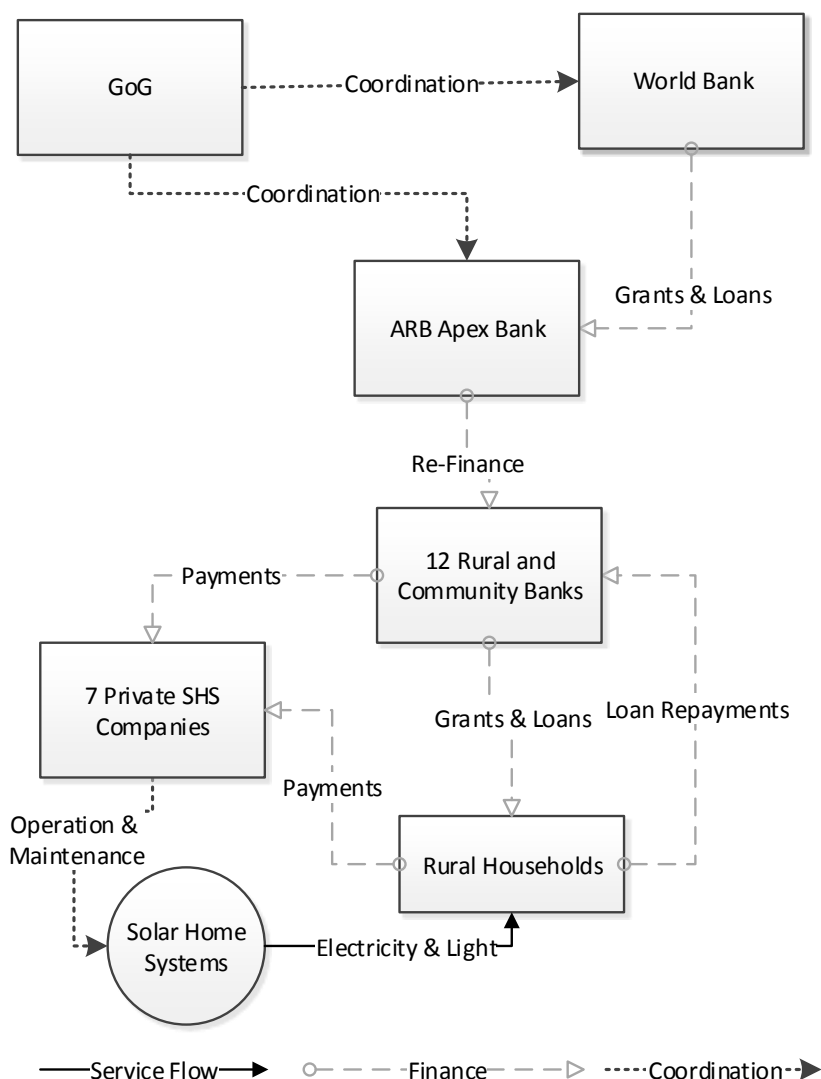 GoG
World Bank
Coordination
Coordination
Grants & Loans
ARB Apex Bank
Re-Finance
12 Rural and
Community Banks
Payments
7 Private SHS
Companies
Grants & Loans
Loan Repayments
Payments
Operation &
Maintenance
Rural Households
Solar Home
Systems
Electricity & Light
Service Flow
Finance
Coordination